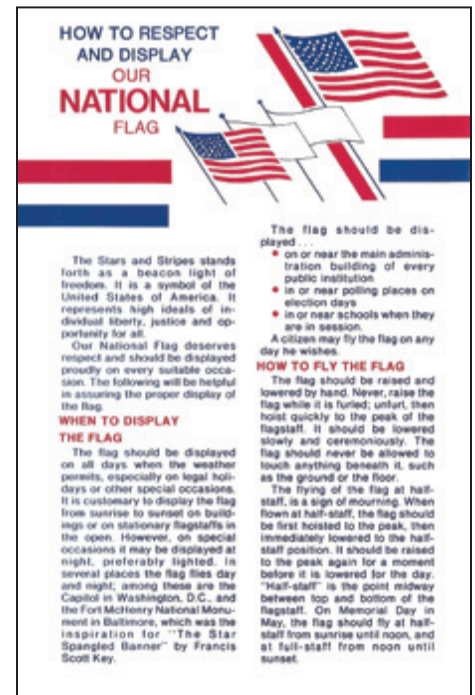 HOW TO RESPECT
AND DISPLAY
OUR
NATIONAL
FLAG
The Stars and Stripes stands
forth as a beacon light of
freedom. It is a symbol of the
United States of America. It
represents high ideals of in-
dividual liberty, justice and op-
portunity for all.
Our National Flag deserves
respect and should be displayed
proudly on every suitable occa-
sion. The following will be helpful
in assuring the proper display of
the flag.
WHEN TO DISPLAY
THE FLAG
The flag should be displayed
on all days when the weather
permits, especially on legal holi-
days or other special occasions.
It is customary to display the flag
from sunrise to sunset on build-
ings or on stationary flagstaffs in
the open. However, on special
occasions it may be displayed at
night, preferably lighted. In
several places the flag flies day
and night; among these are the
Capitol in Washington, D.C., and
the Fort McHenry National Monu-
ment in Baltimore, which was the
inspiration for "The Star
Spangled Banner" by Francis
Scott Key.
The flag should be dis-
played . . .
• on or near the main adminis-
tration building of every
public institution
• in or near polling places on
election days
• in or near schools when they
are in session.
A citizen may fly the flag on any
day he wishes.
HOW TO FLY THE FLAG
The flag should be raised and
lowered by hand. Never, raise the
flag while it is furled; unfurl, then
hoist quickly to the peak of the
flagstaff. It should be lowered
slowly and ceremoniously. The
flag should never be allowed to
touch anything beneath it, such
as the ground or the floor.
The flying of the flag at half-
staff, is a sign of mourning. When
flown at half-staff, the flag should
be first hoisted to the peak, then
immediately lowered to the half-
staff position. It should be raised
to the peak again for a moment
before it is lowered for the day.
"Half-staff" is the point midway
between top and bottom of the
flagstaff. On Memorial Day in
May, the flag should fly at half-
staff from sunrise until noon, and
at full-staff from noon until
sunset.